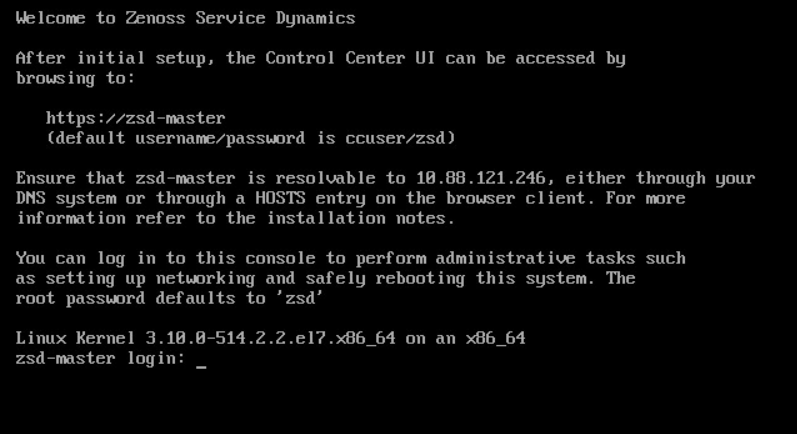 Welcome to Zenoss Service Dynamics
After initial setup, the Control Center UI can be accessed by
browsing to:
https://zsd-master
(default username/password is ccuser/zsd)
Ensure that zsd-master is resolvable to 10.88.121.246, either through your
DNS system or through a HOSTS entry on the browser client. For more
information refer to the installation notes.
You can log in to this console to perform administrative tasks such
as setting up networking and safely rebooting this system. The
root password defaults to 'zsd'
Linux Kernel 3.10.0-514.2.2.el7.x86_64 on an x86_64
zsd-master login: _